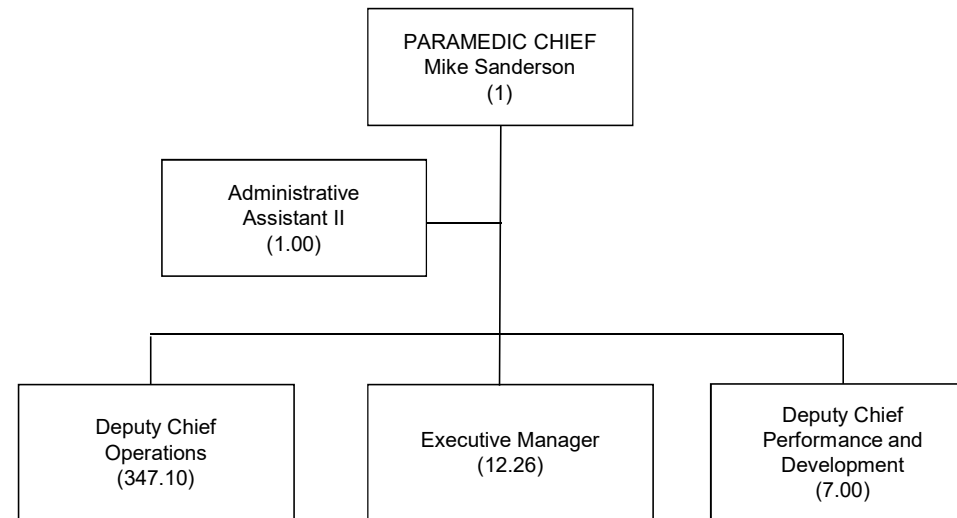 PARAMEDIC CHIEF
Mike Sanderson
(1)
Administrative
Assistant II
(1.00)
Deputy Chief
Operations
(347.10)
Executive Manager
(12.26)
Deputy Chief
Performance and
Development
(7.00)